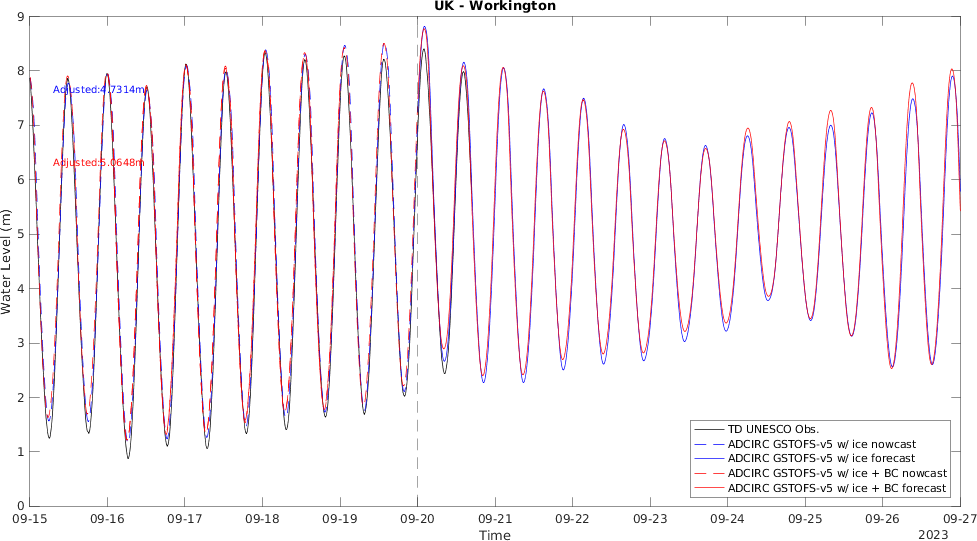 UK - Workington
9
8
7
6
5
4
3
2
1
0
Water Level (m)
Adjusted:4.7314m
Adjusted:5.0648m
TD UNESCO Obs.
ADCIRC GSTOFS-v5 w/ ice nowcast
ADCIRC GSTOFS-v5 w/ ice forecast
ADCIRC GSTOFS-v5 w/ ice + BC nowcast
ADCIRC GSTOFS-v5 w/ ice + BC forecast
09-15 09-16 09-17 09-18 09-19 09-20 09-21 09-22 09-23 09-24 09-25 09-26 09-27
Time
2023